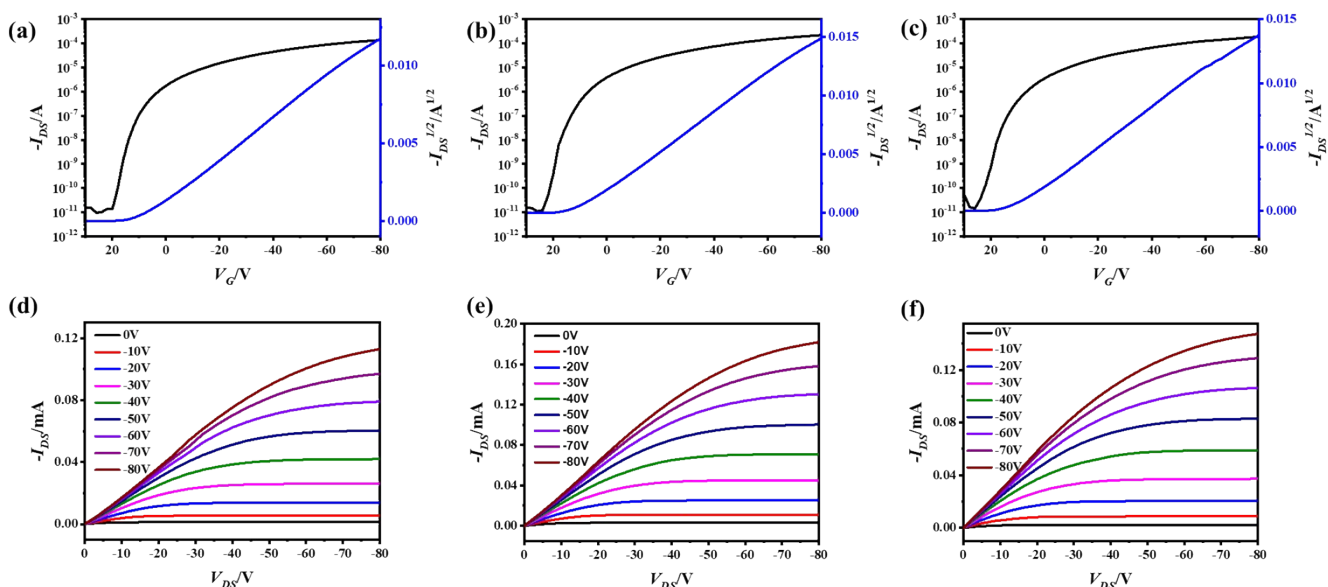 (a)
10⁻³
10⁻⁴
10⁻⁵
10⁻⁶
10⁻⁷
10⁻⁸
10⁻⁹
10⁻¹⁰
10⁻¹¹
10⁻¹²
-I_DS/A
20 0 -20 -40 -60 -80
V_G/V
0.010
0.005
0.000
-I_DS^1/2/A^1/2
(b)
10⁻³
10⁻⁴
10⁻⁵
10⁻⁶
10⁻⁷
10⁻⁸
10⁻⁹
10⁻¹⁰
10⁻¹¹
10⁻¹²
-I_DS/A
20 0 -20 -40 -60 -80
V_G/V
0.015
0.010
0.005
0.000
-I_DS^1/2/A^1/2
(c)
10⁻³
10⁻⁴
10⁻⁵
10⁻⁶
10⁻⁷
10⁻⁸
10⁻⁹
10⁻¹⁰
10⁻¹¹
10⁻¹²
-I_DS/A
20 0 -20 -40 -60 -80
V_G/V
0.015
0.010
0.005
0.000
-I_DS^1/2/A^1/2
(d)
0.12
0.08
0.04
0.00
-I_DS/mA
0V
-10V
-20V
-30V
-40V
-50V
-60V
-70V
-80V
0 -10 -20 -30 -40 -50 -60 -70 -80
V_DS/V
(e)
0.20
0.16
0.12
0.08
0.04
0.00
-I_DS/mA
0V
-10V
-20V
-30V
-40V
-50V
-60V
-70V
-80V
0 -10 -20 -30 -40 -50 -60 -70 -80
V_DS/V
(f)
0.15
0.10
0.05
0.00
-I_DS/mA
0V
-10V
-20V
-30V
-40V
-50V
-60V
-70V
-80V
0 -10 -20 -30 -40 -50 -60 -70 -80
V_DS/V